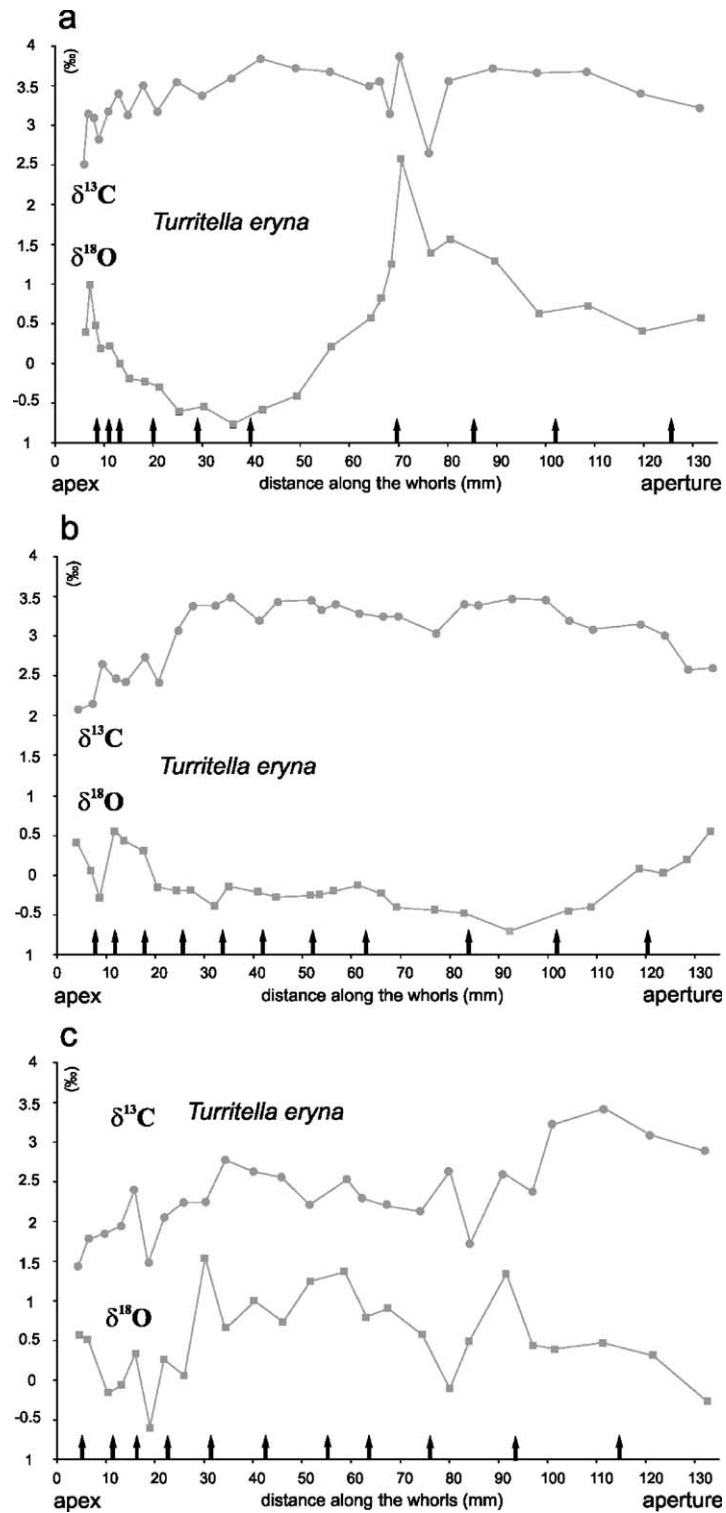 a
4
(‰)
3.5
3
2.5
δ¹³C
2
Turritella eryna
1.5
δ¹⁸O
1
0.5
0
-0.5
1
0 10 20 30 40 50 60 70 80 90 100 110 120 130
apex distance along the whorls (mm) aperture
b
4
(‰)
3.5
3
2.5
2
δ¹³C
1.5
Turritella eryna
1
δ¹⁸O
0.5
0
-0.5
1
0 10 20 30 40 50 60 70 80 90 100 110 120 130
apex distance along the whorls (mm) aperture
c
4
(‰)
3.5
δ¹³C Turritella eryna
3
2.5
2
1.5
1
δ¹⁸O
0.5
0
-0.5
1
0 10 20 30 40 50 60 70 80 90 100 110 120 130
apex distance along the whorls (mm) aperture